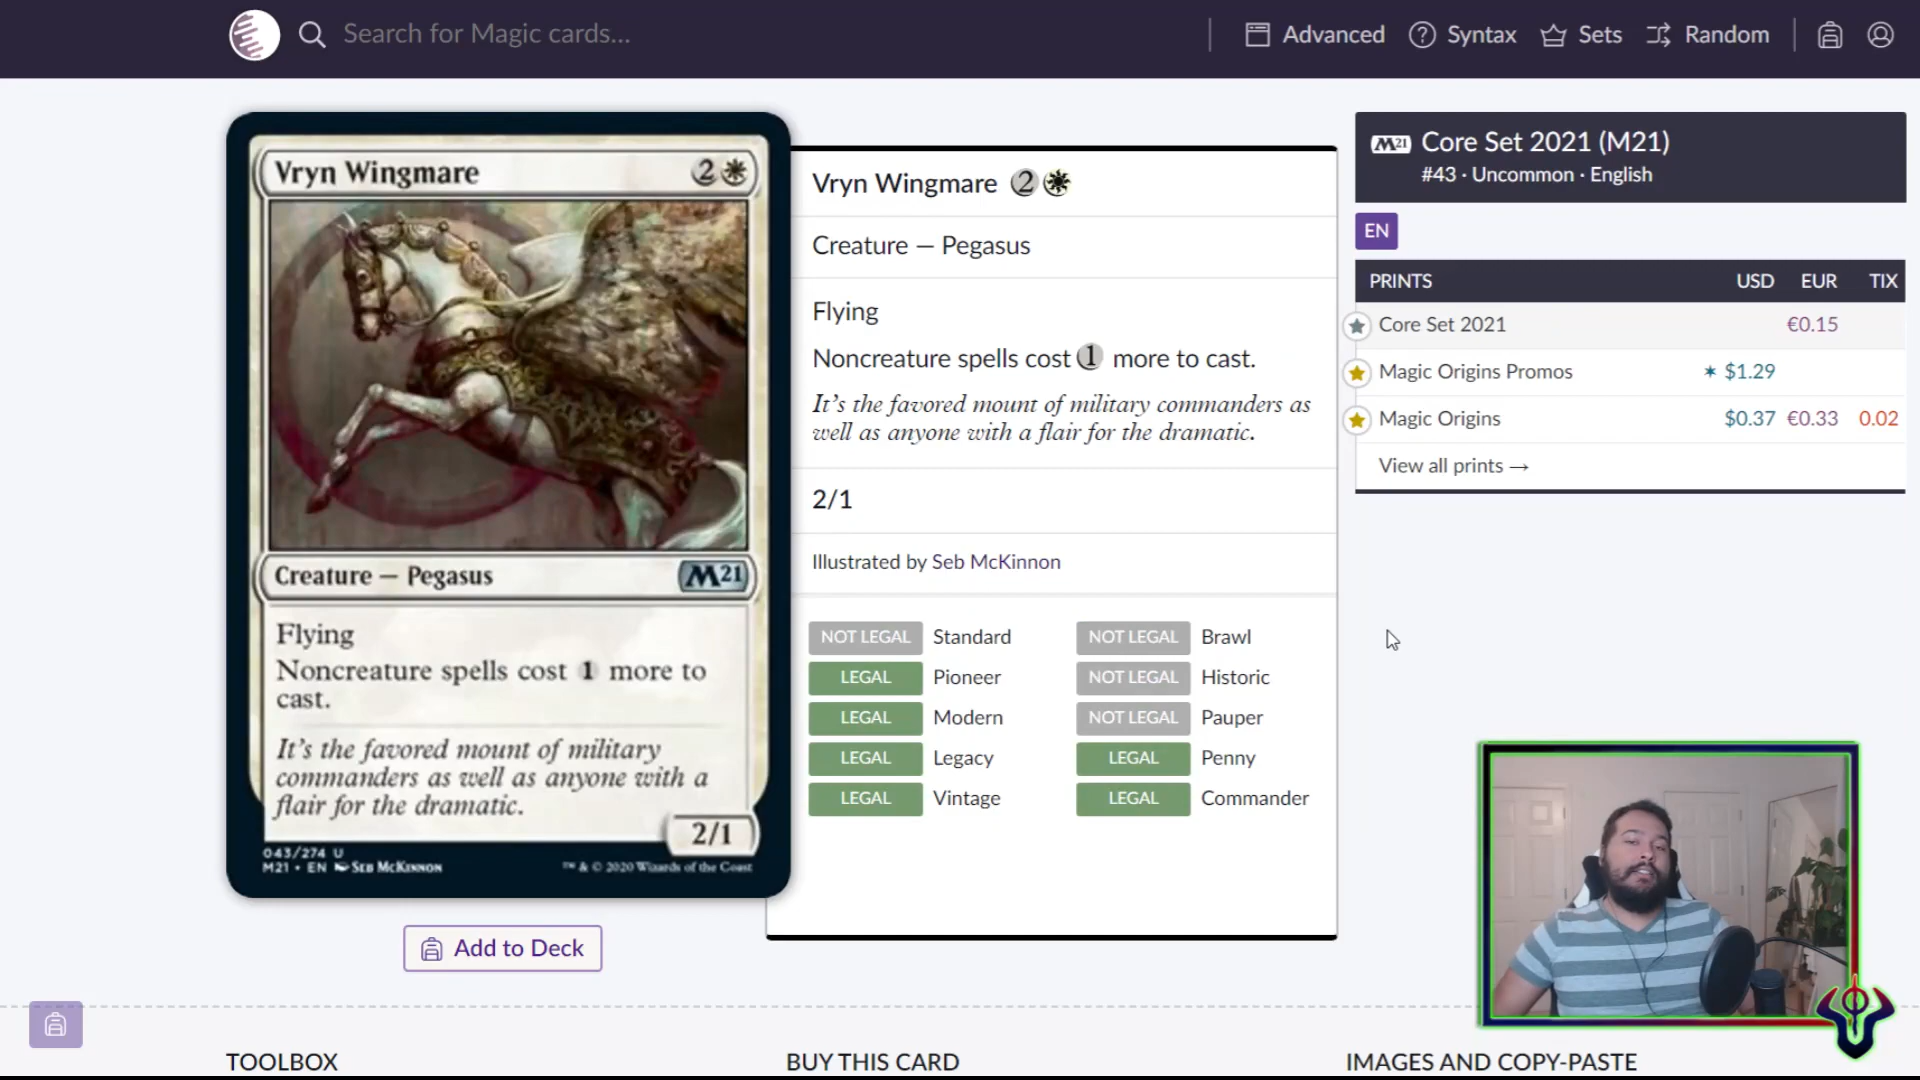 Search for Magic cards...
Advanced
Syntax
Sets
Random
Vryn Wingmare 2
Creature — Pegasus
M21
Flying
Noncreature spells cost 1 more to
cast.
It's the favored mount of military
commanders as well as anyone with a
flair for the dramatic.
2/1
043/274 U
M21 • EN Seb McKinnon
™ & © 2020 Wizards of the Coast
Add to Deck
Vryn Wingmare 2
Creature — Pegasus
Flying
Noncreature spells cost 1 more to cast.
It's the favored mount of military commanders as
well as anyone with a flair for the dramatic.
2/1
Illustrated by Seb McKinnon
NOT LEGAL Standard NOT LEGAL Brawl
LEGAL Pioneer NOT LEGAL Historic
LEGAL Modern NOT LEGAL Pauper
LEGAL Legacy LEGAL Penny
LEGAL Vintage LEGAL Commander
M21 Core Set 2021 (M21)
#43 · Uncommon · English
EN
PRINTS USD EUR TIX
Core Set 2021 €0.15
Magic Origins Promos $1.29
Magic Origins $0.37 €0.33 0.02
View all prints →
TOOLBOX
BUY THIS CARD
IMAGES AND COPY-PASTE